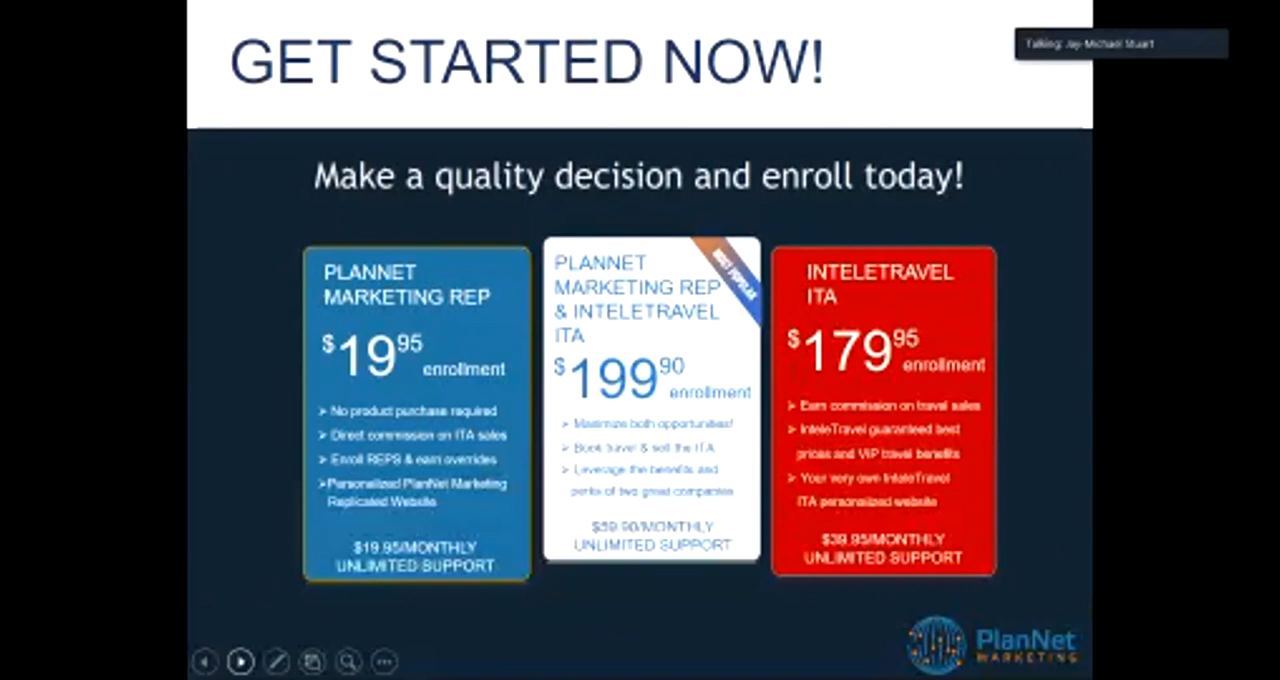 GET STARTED NOW!
Talking: Jay-Michael Stuart
Make a quality decision and enroll today!
PLANNET
MARKETING REP
$19.95
enrollment
➢ No product purchase required
➢ Direct commission on ITA sales
➢ Enroll REPS & earn overrides
➢Personalized PlanNet Marketing
Replicated Website
$19.95/MONTHLY
UNLIMITED SUPPORT
MOST POPULAR
PLANNET
MARKETING REP
& INTELETRAVEL
ITA
$199.90
enrollment
➢ Maximize both opportunities!
➢ Book travel & sell the ITA
➢ Leverage the benefits and
perks of two great companies
$59.90/MONTHLY
UNLIMITED SUPPORT
INTELETRAVEL
ITA
$179.95
enrollment
➢ Earn commission on travel sales
➢ InteleTravel guaranteed best
prices and VIP travel benefits
➢ Your very own InteleTravel
ITA personalized website
$39.95/MONTHLY
UNLIMITED SUPPORT
PlanNet
MARKETING